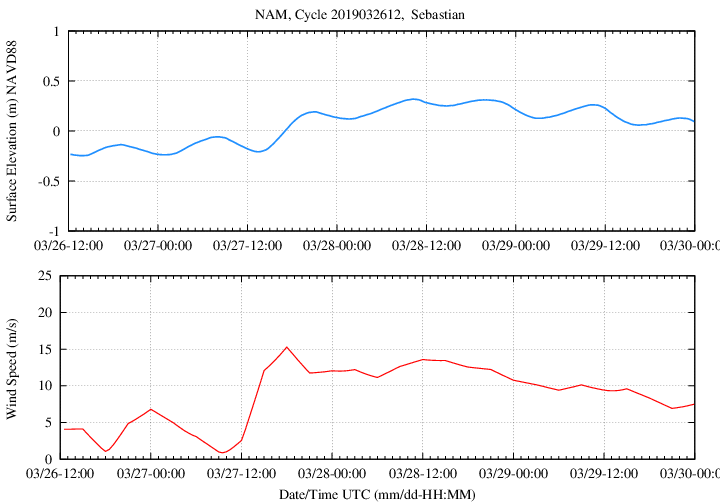 NAM, Cycle 2019032612, Sebastian
Surface Elevation (m) NAVD88
1
0.5
0
-0.5
-1
03/26-12:00 03/27-00:00 03/27-12:00 03/28-00:00 03/28-12:00 03/29-00:00 03/29-12:00 03/30-00:00
Wind Speed (m/s)
25
20
15
10
5
0
03/26-12:00 03/27-00:00 03/27-12:00 03/28-00:00 03/28-12:00 03/29-00:00 03/29-12:00 03/30-00:00
Date/Time UTC (mm/dd-HH:MM)